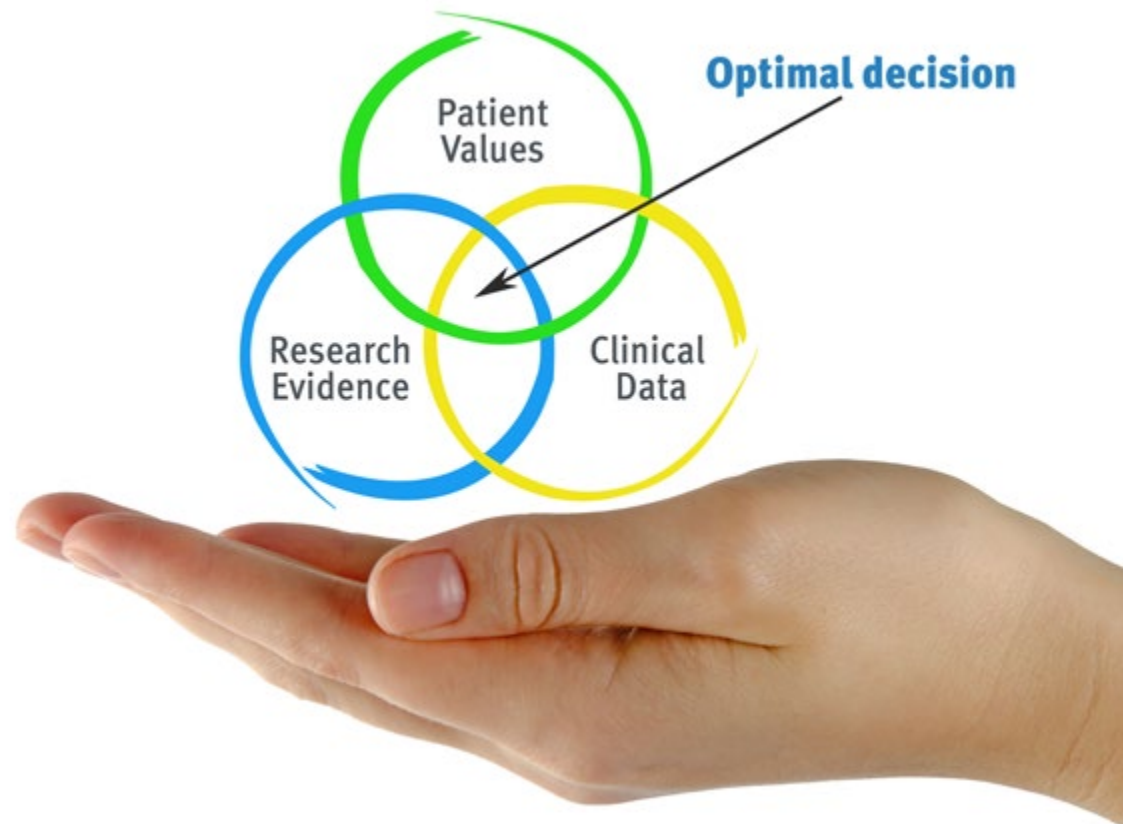 Optimal decision
Patient
Values
Research
Evidence
Clinical
Data